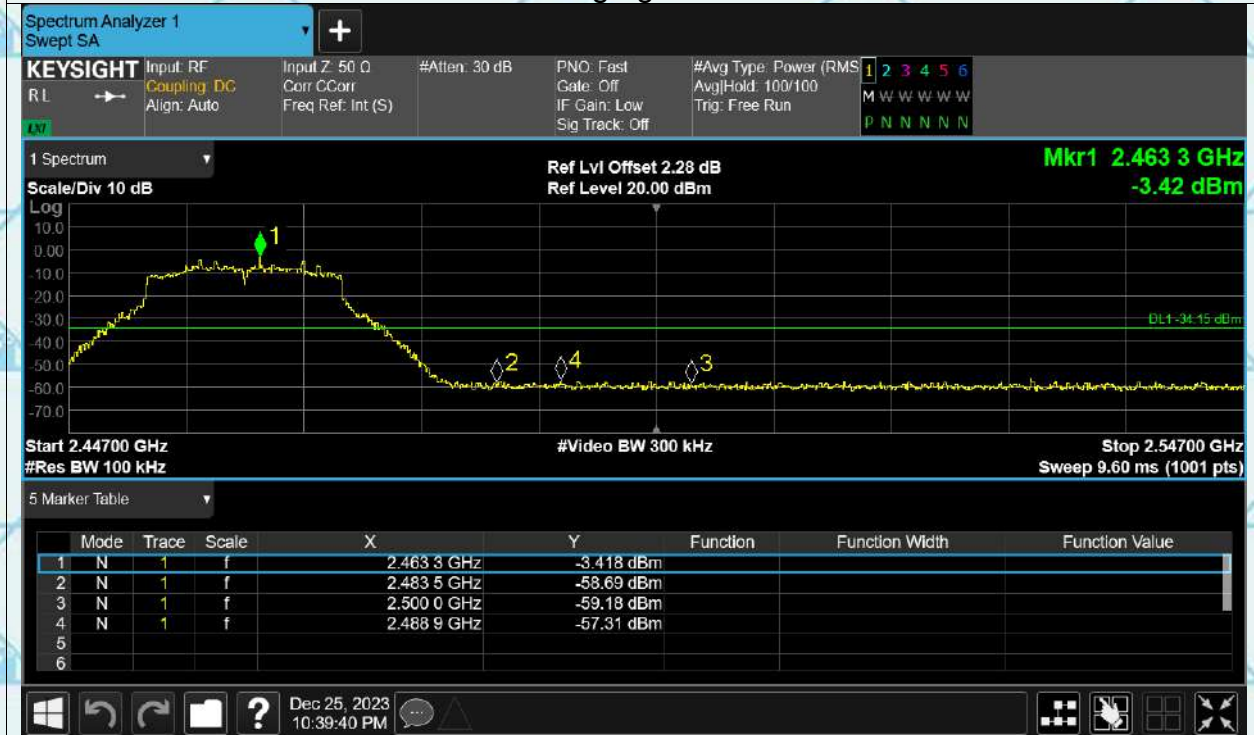 Spectrum Analyzer 1
Swept SA
+
KEYSIGHT Input: RF Input Z: 50 Ω #Atten: 30 dB PNO: Fast #Avg Type: Power (RMS 1 2 3 4 5 6
RL Coupling: DC Corr CCorr Gate: Off Avg|Hold: 100/100 M W W W W W
Align: Auto Freq Ref: Int (S) IF Gain: Low Trig: Free Run
LXI Sig Track: Off P N N N N N
1 Spectrum
Ref Lvl Offset 2.28 dB Mkr1 2.463 3 GHz
Scale/Div 10 dB Ref Level 20.00 dBm -3.42 dBm
Log
10.0
1
0.00
-10.0
-20.0
-30.0
DL1 -34.15 dBm
-40.0
-50.0
2 4 3
-60.0
-70.0
Start 2.44700 GHz #Video BW 300 kHz Stop 2.54700 GHz
#Res BW 100 kHz Sweep 9.60 ms (1001 pts)
5 Marker Table
Mode Trace Scale X Y Function Function Width Function Value
1 N 1 f 2.463 3 GHz -3.418 dBm
2 N 1 f 2.483 5 GHz -58.69 dBm
3 N 1 f 2.500 0 GHz -59.18 dBm
4 N 1 f 2.488 9 GHz -57.31 dBm
5
6
? Dec 25, 2023
10:39:40 PM